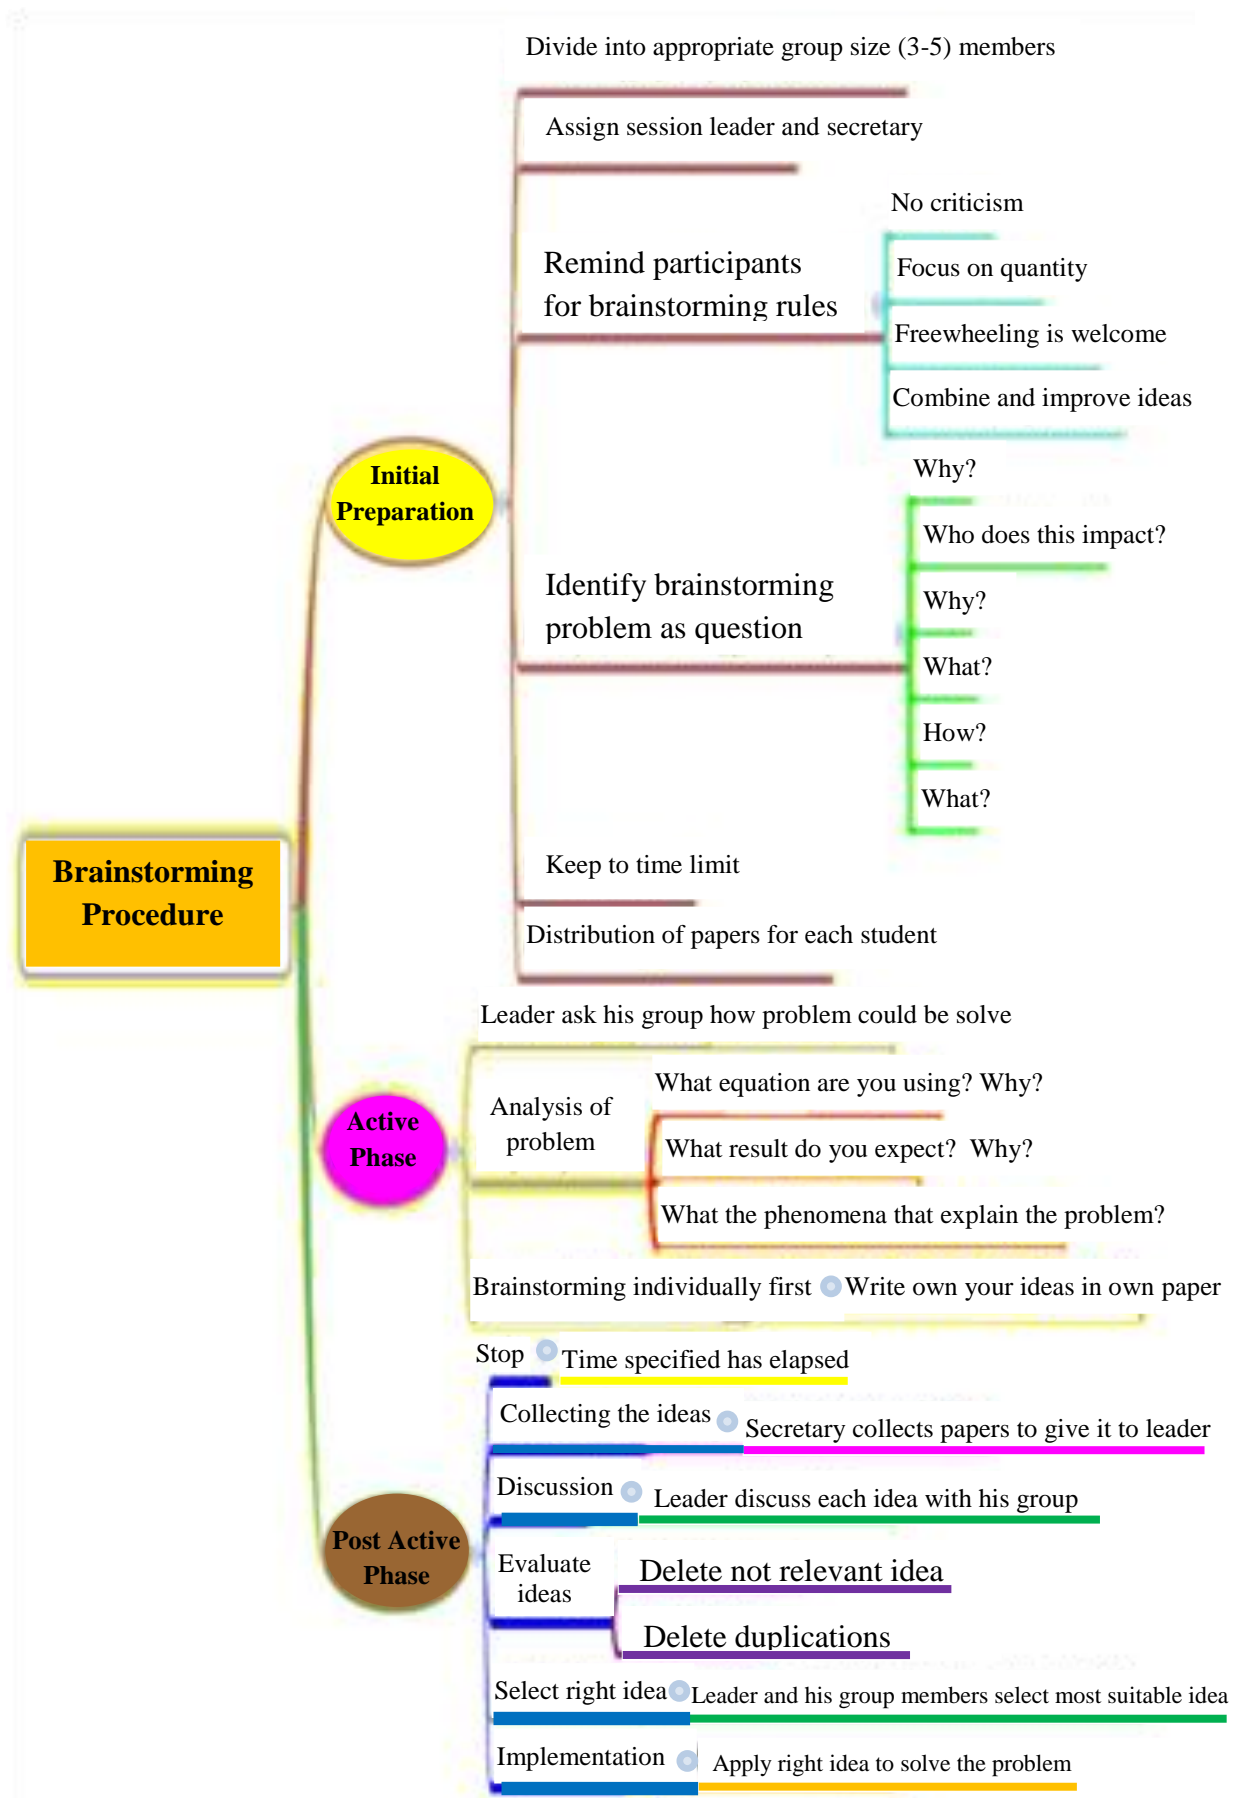 Divide into appropriate group size (3-5) members
Assign session leader and secretary
No criticism
Remind participants
for brainstorming rules
Focus on quantity
Freewheeling is welcome
Combine and improve ideas
Initial
Preparation
Why?
Who does this impact?
Identify brainstorming
problem as question
Why?
What?
How?
What?
Brainstorming
Procedure
Keep to time limit
Distribution of papers for each student
Leader ask his group how problem could be solve
Active
Phase
Analysis of
problem
What equation are you using? Why?
What result do you expect?  Why?
What the phenomena that explain the problem?
Brainstorming individually first
Write own your ideas in own paper
Stop
Time specified has elapsed
Collecting the ideas
Secretary collects papers to give it to leader
Discussion
Leader discuss each idea with his group
Post Active
Phase
Evaluate
ideas
Delete not relevant idea
Delete duplications
Select right idea
Leader and his group members select most suitable idea
Implementation
Apply right idea to solve the problem